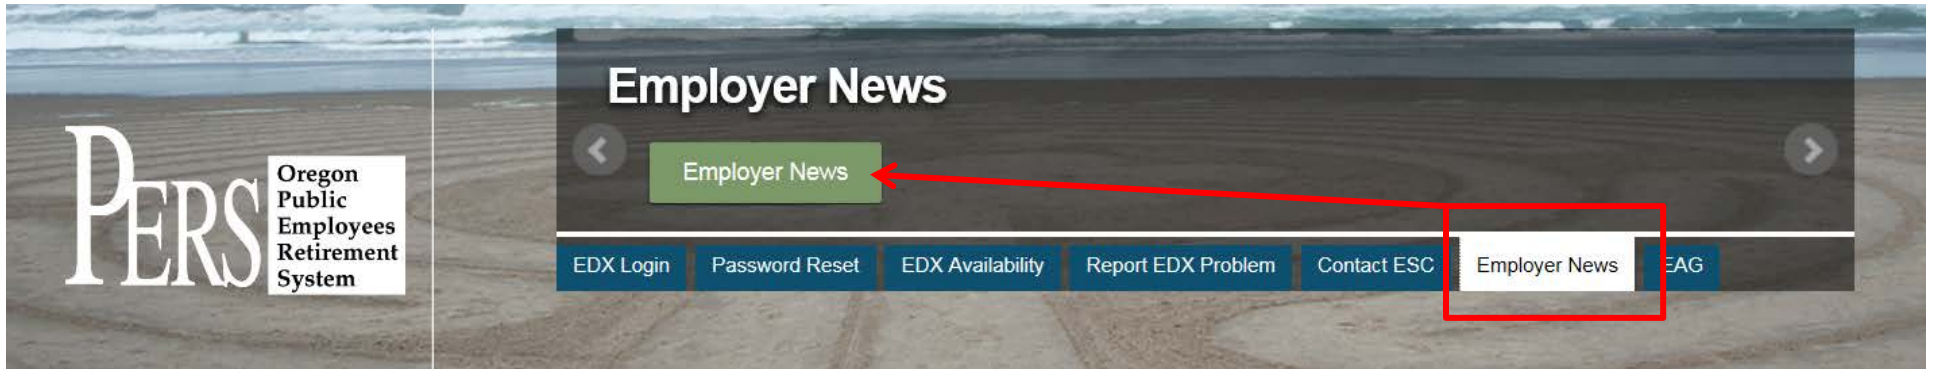 PERS
Oregon
Public
Employees
Retirement
System
Employer News
Employer News
EDX Login Password Reset EDX Availability Report EDX Problem Contact ESC Employer News EAG